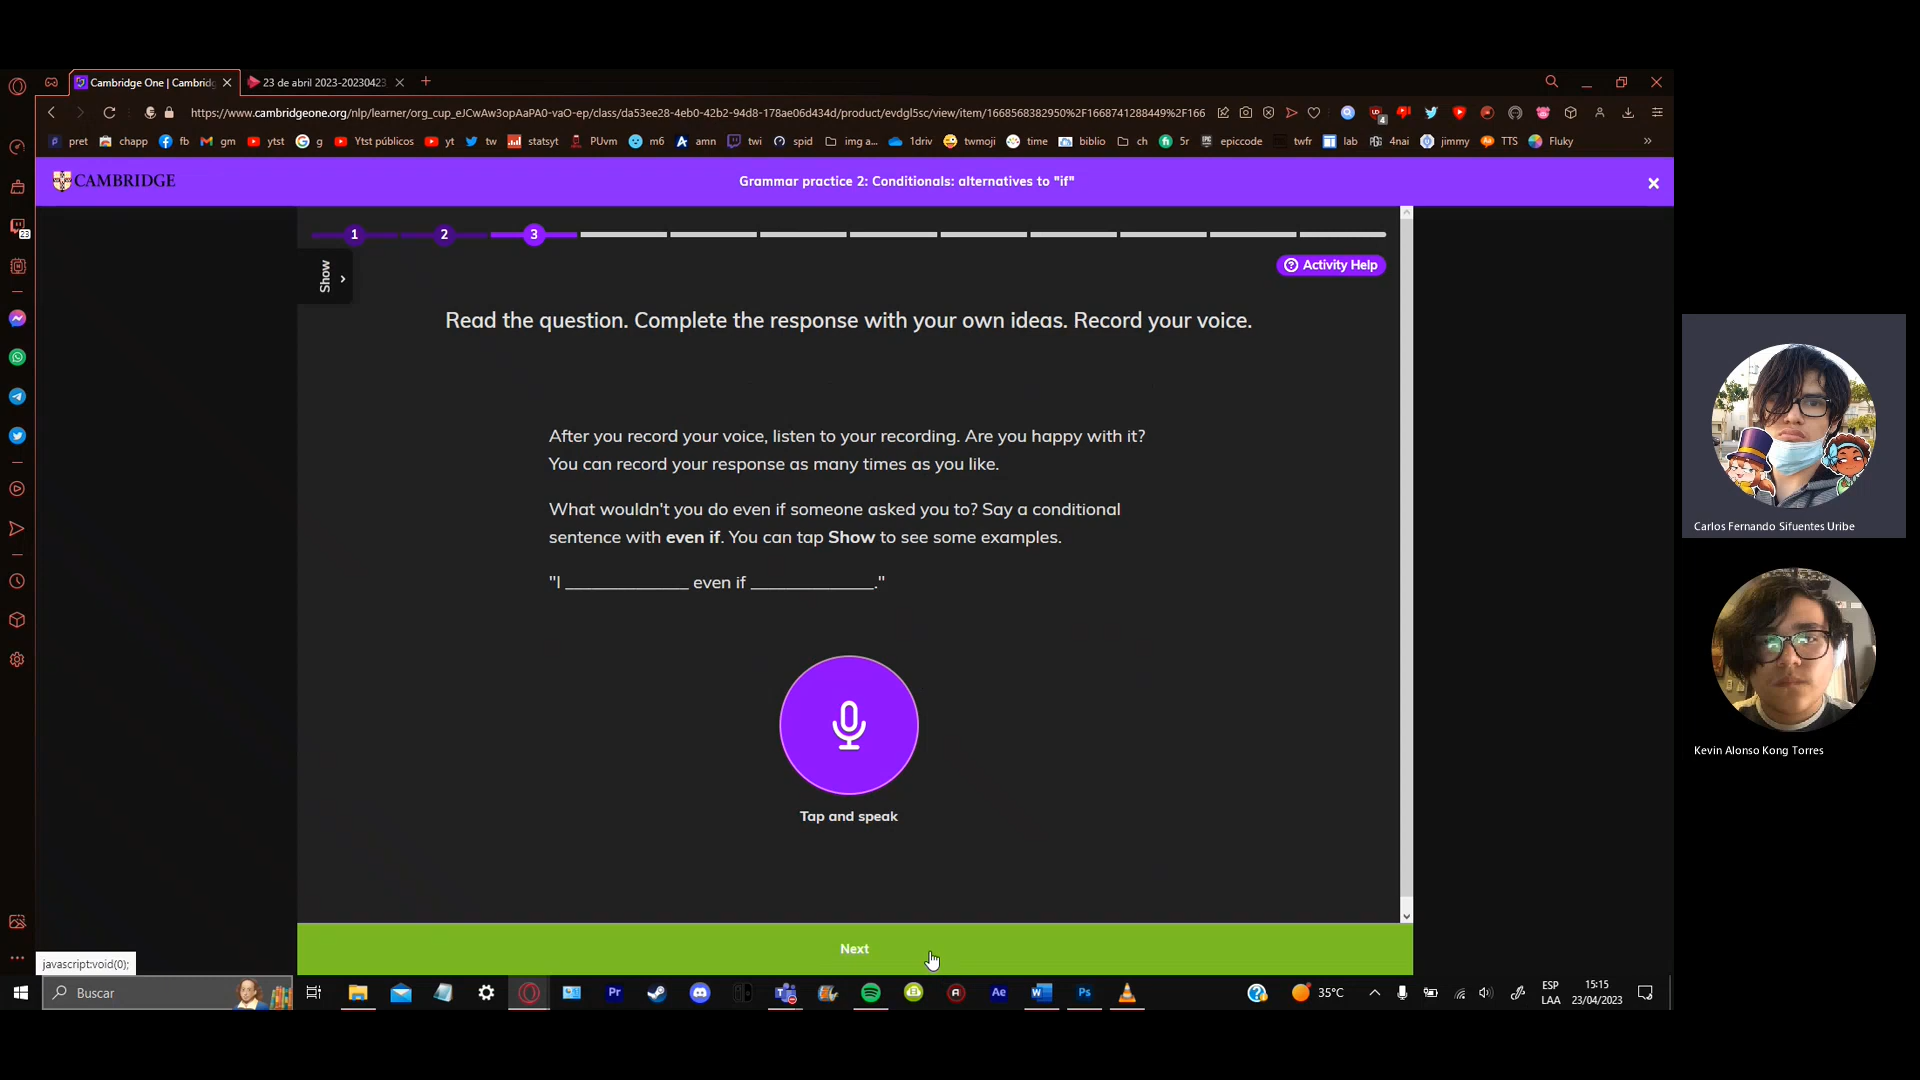 Cambridge One | Cambridg
23 de abril 2023-20230423
https://www.cambridgeone.org/nlp/learner/org_cup_eJCwAw3opAaPA0-vaO-ep/class/da53ee28-4eb0-42b2-94d8-178ae06d434d/product/evdgl5sc/view/item/1668568382950%2F1668741288449%2F166
pret chapp fb gm ytst g Ytst públicos yt tw statsyt PUvm m6 amn twi spid img a... 1driv twmoji time biblio ch 5r epiccode twfr lab 4nai jimmy TTS Fluky »
CAMBRIDGE
Grammar practice 2: Conditionals: alternatives to "if"
1 2 3
Show
Activity Help
Read the question. Complete the response with your own ideas. Record your voice.
After you record your voice, listen to your recording. Are you happy with it?
You can record your response as many times as you like.
What wouldn't you do even if someone asked you to? Say a conditional
sentence with even if. You can tap Show to see some examples.
"I ______________ even if ______________."
Tap and speak
Next
javascript:void(0);
Carlos Fernando Sifuentes Uribe
Kevin Alonso Kong Torres
Buscar
Pr
Ae
Ps
35°C
ESP
LAA
15:15
23/04/2023